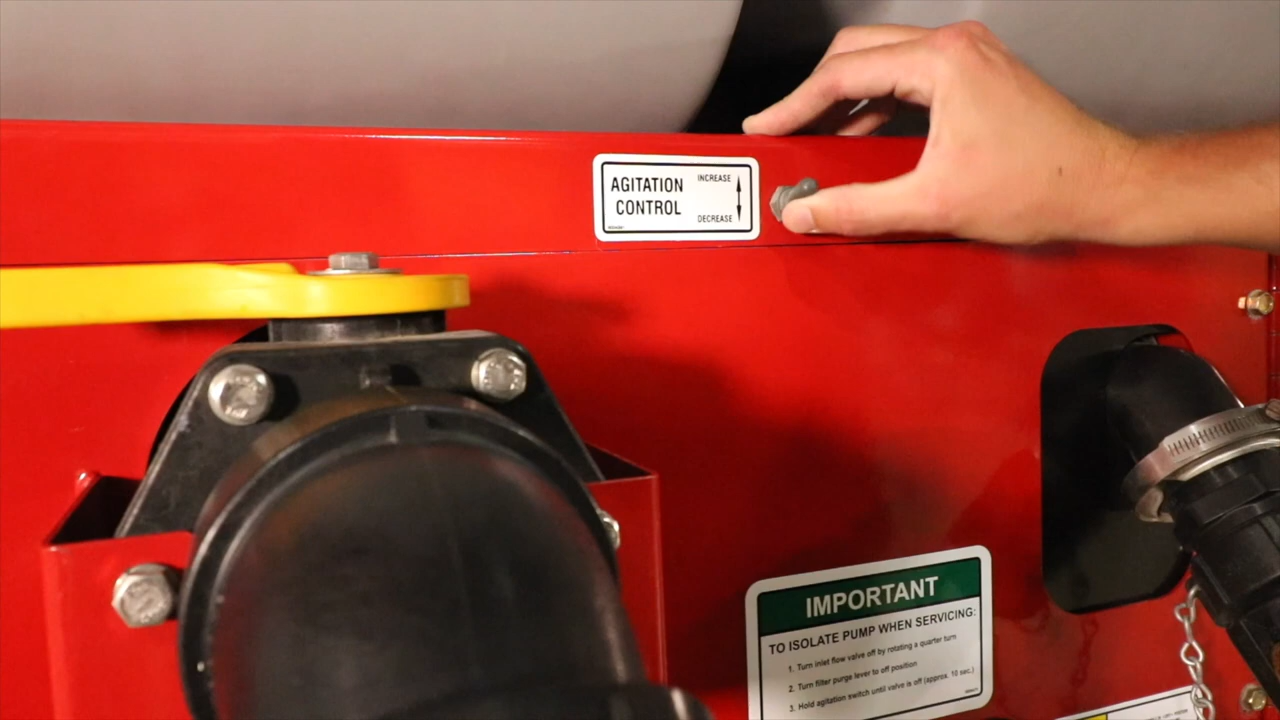 AGITATION
CONTROL
INCREASE
DECREASE
IMPORTANT
TO ISOLATE PUMP WHEN SERVICING:
1. Turn inlet flow valve off by rotating a quarter turn
2. Turn filter purge lever to off position
3. Hold agitation switch until valve is off (approx. 10 sec.)